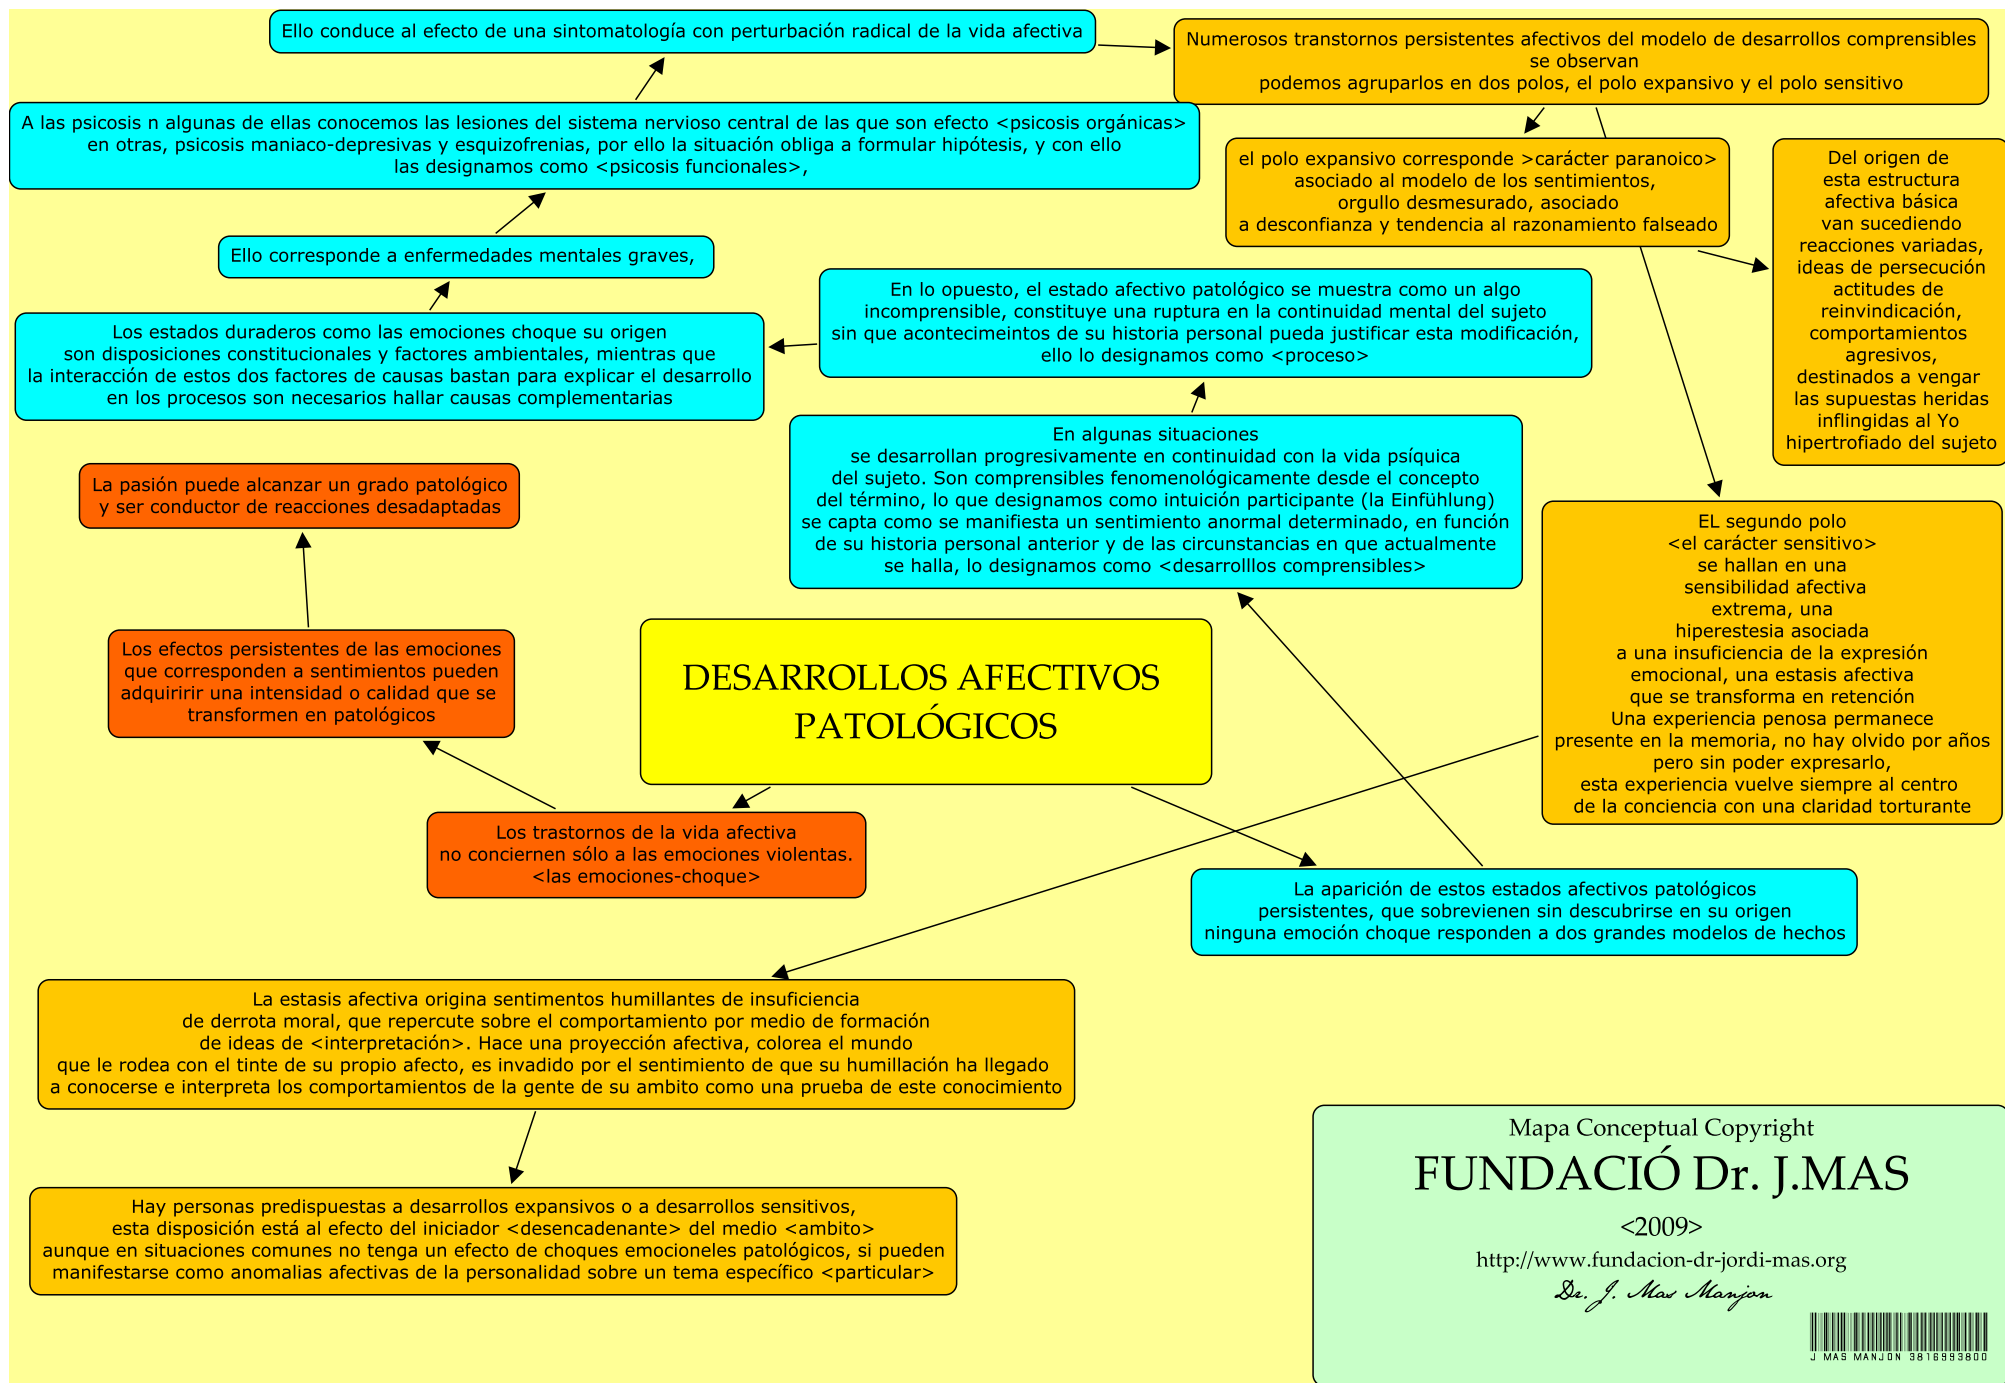 Ello conduce al efecto de una sintomatología con perturbación radical de la vida afectiva
Numerosos transtornos persistentes afectivos del modelo de desarrollos comprensibles
se observan
podemos agruparlos en dos polos, el polo expansivo y el polo sensitivo
A las psicosis n algunas de ellas conocemos las lesiones del sistema nervioso central de las que son efecto <psicosis orgánicas>
en otras, psicosis maniaco-depresivas y esquizofrenias, por ello la situación obliga a formular hipótesis, y con ello
las designamos como <psicosis funcionales>,
el polo expansivo corresponde >carácter paranoico>
asociado al modelo de los sentimientos,
orgullo desmesurado, asociado
a desconfianza y tendencia al razonamiento falseado
Del origen de
esta estructura
afectiva básica
van sucediendo
reacciones variadas,
ideas de persecución
actitudes de
reinvindicación,
comportamientos
agresivos,
destinados a vengar
las supuestas heridas
inflingidas al Yo
hipertrofiado del sujeto
Ello corresponde a enfermedades mentales graves,
En lo opuesto, el estado afectivo patológico se muestra como un algo
incomprensible, constituye una ruptura en la continuidad mental del sujeto
sin que acontecimeintos de su historia personal pueda justificar esta modificación,
ello lo designamos como <proceso>
Los estados duraderos como las emociones choque su origen
son disposiciones constitucionales y factores ambientales, mientras que
la interacción de estos dos factores de causas bastan para explicar el desarrollo
en los procesos son necesarios hallar causas complementarias
En algunas situaciones
se desarrollan progresivamente en continuidad con la vida psíquica
del sujeto. Son comprensibles fenomenológicamente desde el concepto
del término, lo que designamos como intuición participante (la Einfühlung)
se capta como se manifiesta un sentimiento anormal determinado, en función
de su historia personal anterior y de las circunstancias en que actualmente
se halla, lo designamos como <desarrolllos comprensibles>
La pasión puede alcanzar un grado patológico
y ser conductor de reacciones desadaptadas
EL segundo polo
<el carácter sensitivo>
se hallan en una
sensibilidad afectiva
extrema, una
hiperestesia asociada
a una insuficiencia de la expresión
emocional, una estasis afectiva
que se transforma en retención
Una experiencia penosa permanece
presente en la memoria, no hay olvido por años
pero sin poder expresarlo,
esta experiencia vuelve siempre al centro
de la conciencia con una claridad torturante
Los efectos persistentes de las emociones
que corresponden a sentimientos pueden
adquiririr una intensidad o calidad que se
transformen en patológicos
DESARROLLOS AFECTIVOS
PATOLÓGICOS
Los trastornos de la vida afectiva
no conciernen sólo a las emociones violentas.
<las emociones-choque>
La aparición de estos estados afectivos patológicos
persistentes, que sobrevienen sin descubrirse en su origen
ninguna emoción choque responden a dos grandes modelos de hechos
La estasis afectiva origina sentimentos humillantes de insuficiencia
de derrota moral, que repercute sobre el comportamiento por medio de formación
de ideas de <interpretación>. Hace una proyección afectiva, colorea el mundo
que le rodea con el tinte de su propio afecto, es invadido por el sentimiento de que su humillación ha llegado
a conocerse e interpreta los comportamientos de la gente de su ambito como una prueba de este conocimiento
Hay personas predispuestas a desarrollos expansivos o a desarrollos sensitivos,
esta disposición está al efecto del iniciador <desencadenante> del medio <ambito>
aunque en situaciones comunes no tenga un efecto de choques emocioneles patológicos, si pueden
manifestarse como anomalias afectivas de la personalidad sobre un tema específico <particular>
Mapa Conceptual Copyright
FUNDACIÓ Dr. J.MAS
<2009>
http://www.fundacion-dr-jordi-mas.org
Dr. J. Mas Manjon
J MAS MANJON 3816993800